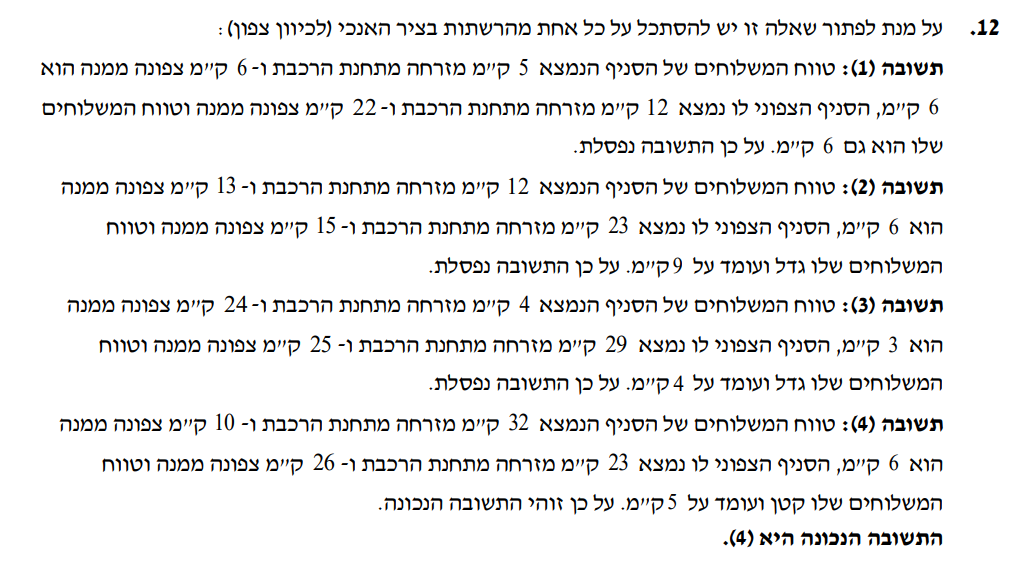 12. על מנת לפתור שאלה זו יש להסתכל על כל אחת מהרשתות בציר האנכי (לכיוון צפון):
תשובה (1): טווח המשלוחים של הסניף הנמצא 5 ק״מ מזרחה מתחנת הרכבת ו- 6 ק״מ צפונה ממנה הוא
6 ק״מ, הסניף הצפוני לו נמצא 12 ק״מ מזרחה מתחנת הרכבת ו- 22 ק״מ צפונה ממנה וטווח המשלוחים
שלו הוא גם 6 ק״מ. על כן התשובה נפסלת.
תשובה (2): טווח המשלוחים של הסניף הנמצא 12 ק״מ מזרחה מתחנת הרכבת ו- 13 ק״מ צפונה ממנה
הוא 6 ק״מ, הסניף הצפוני לו נמצא 23 ק״מ מזרחה מתחנת הרכבת ו- 15 ק״מ צפונה ממנה וטווח
המשלוחים שלו גדל ועומד על 9 ק״מ. על כן התשובה נפסלת.
תשובה (3): טווח המשלוחים של הסניף הנמצא 4 ק״מ מזרחה מתחנת הרכבת ו- 24 ק״מ צפונה ממנה
הוא 3 ק״מ, הסניף הצפוני לו נמצא 29 ק״מ מזרחה מתחנת הרכבת ו- 25 ק״מ צפונה ממנה וטווח
המשלוחים שלו גדל ועומד על 4 ק״מ. על כן התשובה נפסלת.
תשובה (4): טווח המשלוחים של הסניף הנמצא 32 ק״מ מזרחה מתחנת הרכבת ו- 10 ק״מ צפונה ממנה
הוא 6 ק״מ, הסניף הצפוני לו נמצא 23 ק״מ מזרחה מתחנת הרכבת ו- 26 ק״מ צפונה ממנה וטווח
המשלוחים שלו קטן ועומד על 5 ק״מ. על כן זוהי התשובה הנכונה.
התשובה הנכונה היא (4).